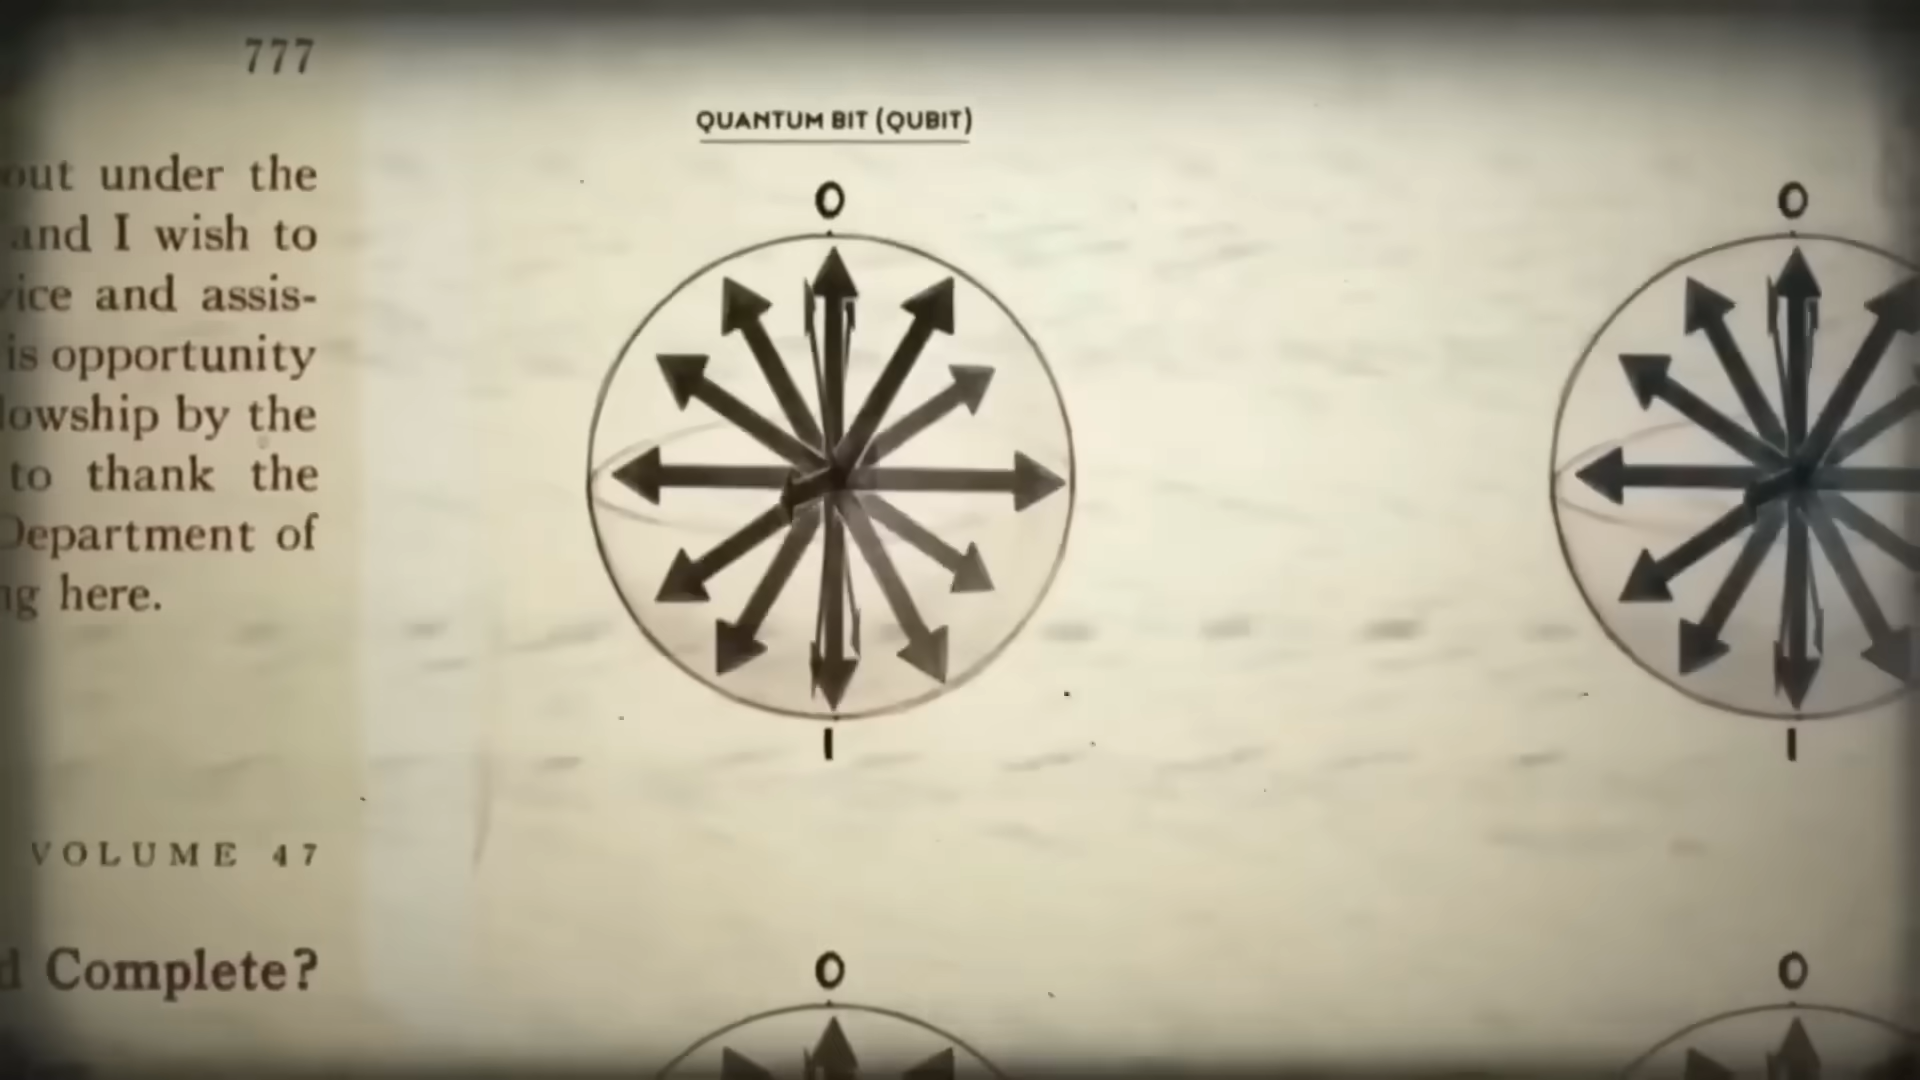 777
out under the
and I wish to
vice and assis-
is opportunity
lowship by the
to thank the
Department of
ng here.
VOLUME 47
d Complete?
QUANTUM BIT (QUBIT)
0
1
0
1
0
0